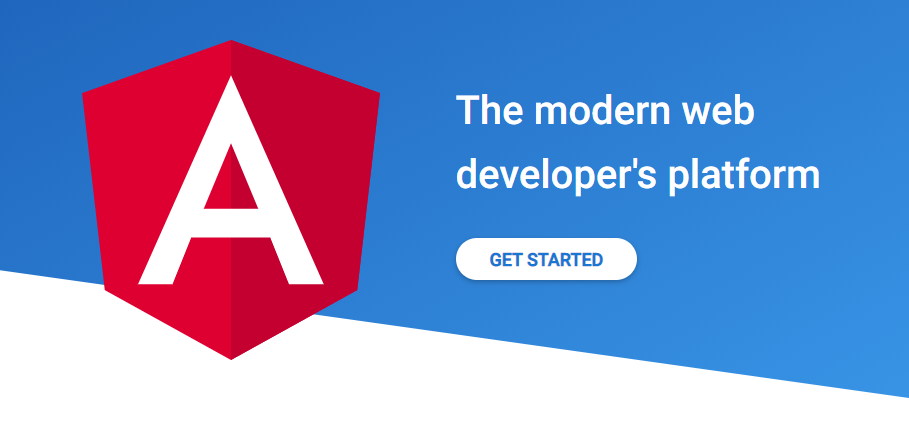 A
The modern web
developer's platform
GET STARTED